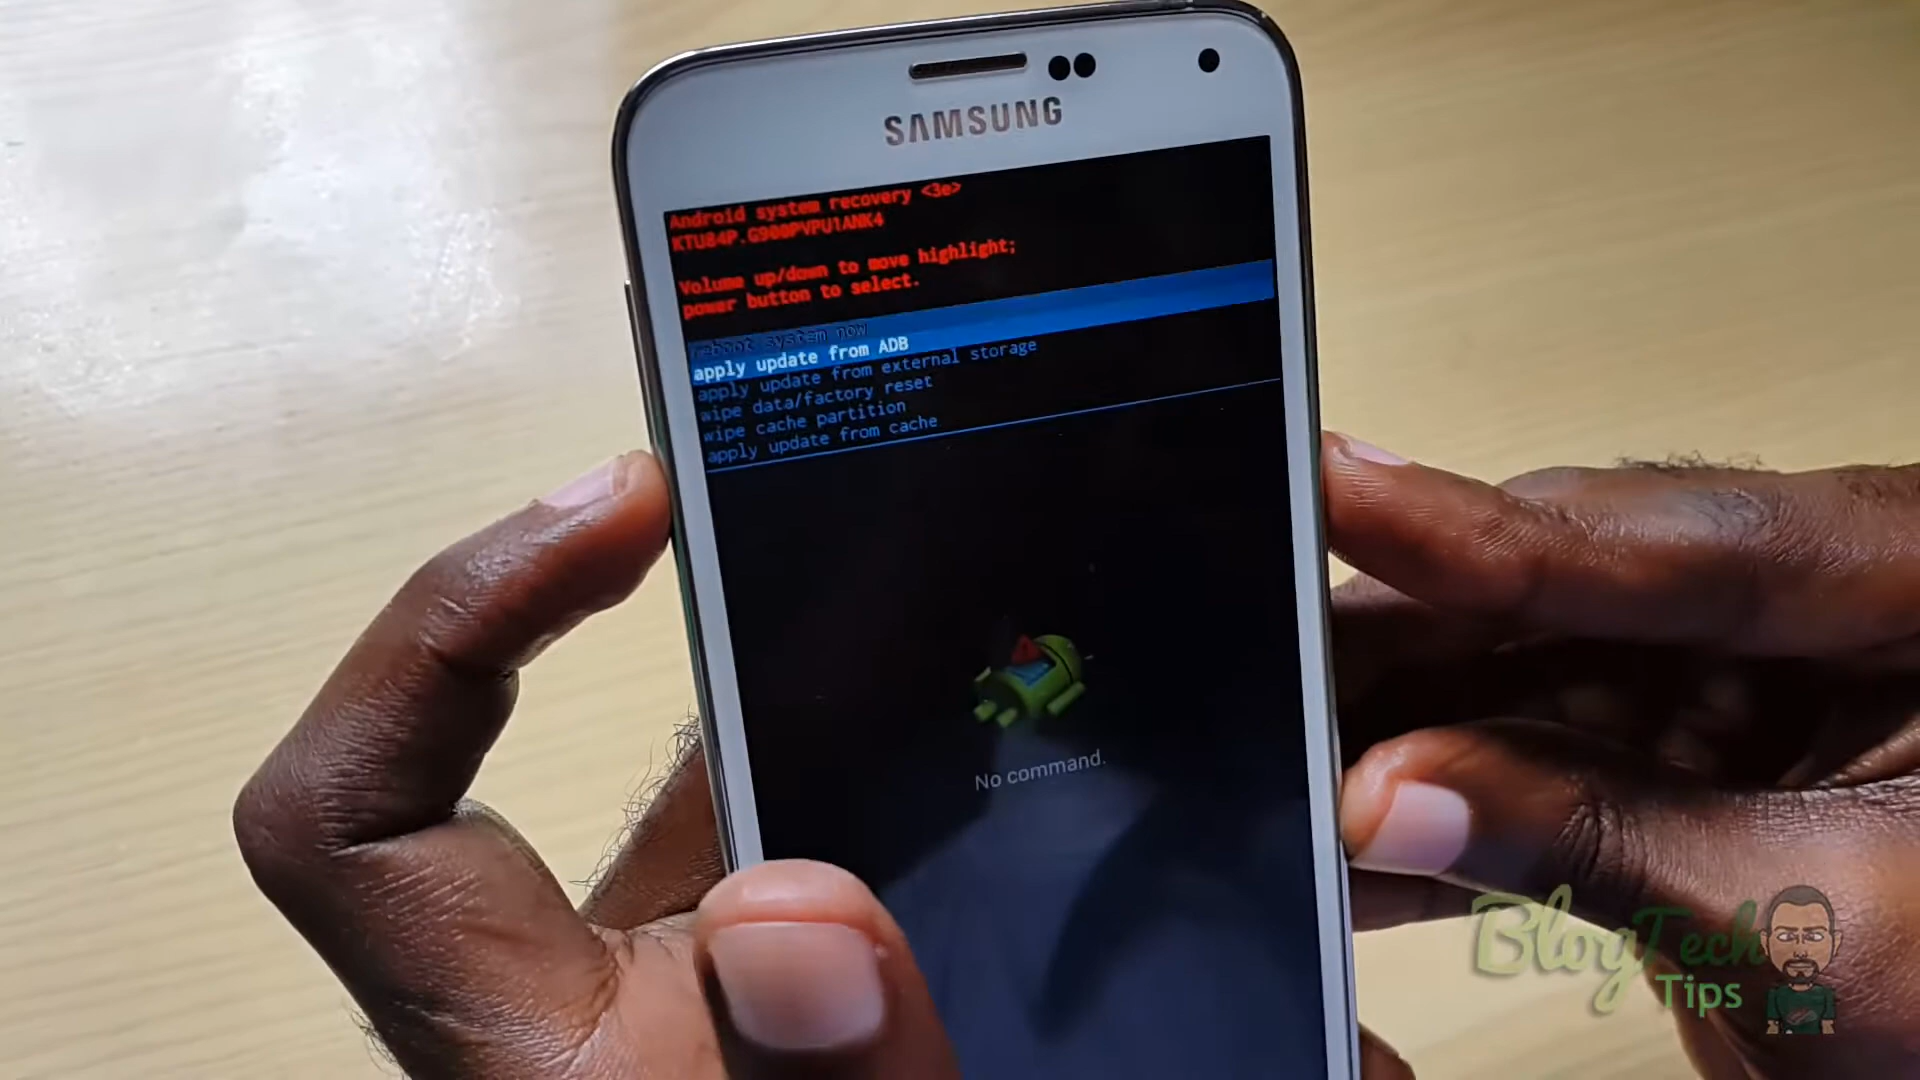 SAMSUNG
Android system recovery <3e>
KTU84P.G900PVPU1ANK4
Volume up/down to move highlight;
power button to select.
reboot system now
apply update from ADB
apply update from external storage
wipe data/factory reset
wipe cache partition
apply update from cache
No command.
BlogTech
Tips